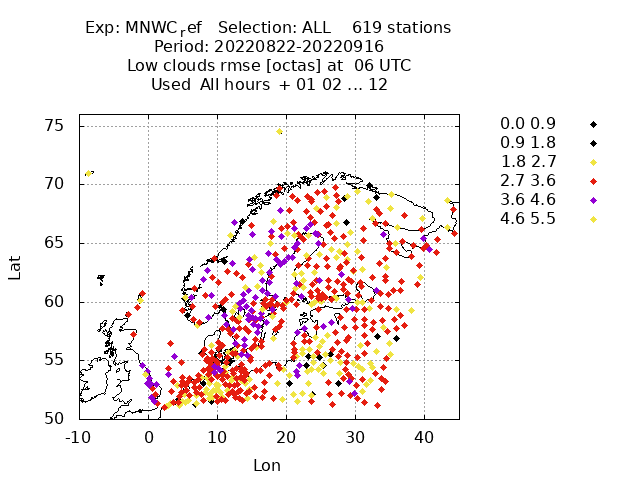 Exp: MNWCref   Selection: ALL    619 stations
Period: 20220822-20220916
Low clouds rmse [octas] at  06 UTC
Used  All hours  + 01 02 ... 12
0.0 0.9
0.9 1.8
1.8 2.7
2.7 3.6
3.6 4.6
4.6 5.5
75
70
65
60
55
50
Lat
-10 0 10 20 30 40
Lon